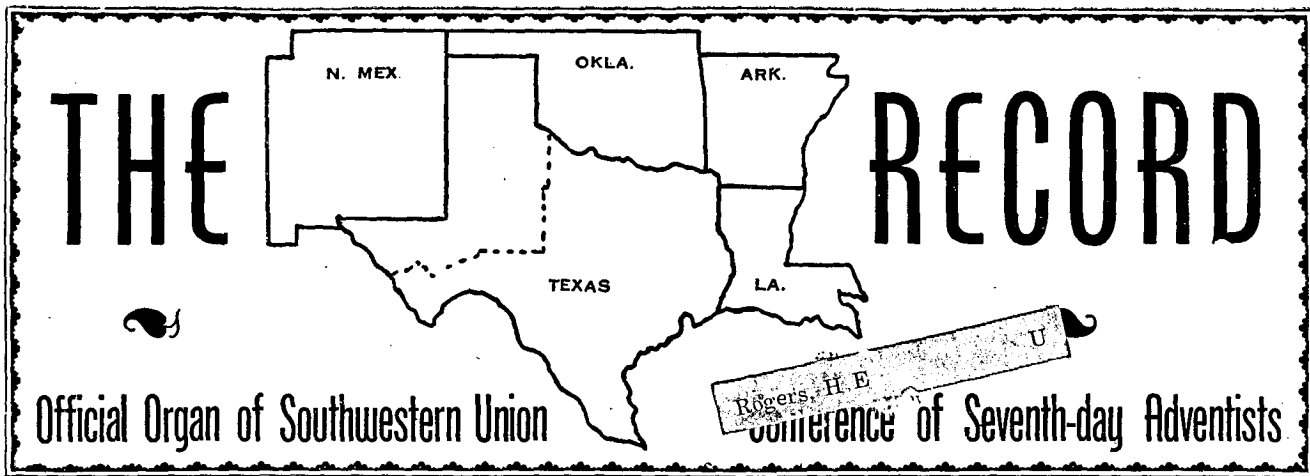 THE RECORD
N. MEX.
OKLA.
ARK.
TEXAS
LA.
Rogers, H E U
Official Organ of Southwestern Union Conference of Seventh-day Adventists